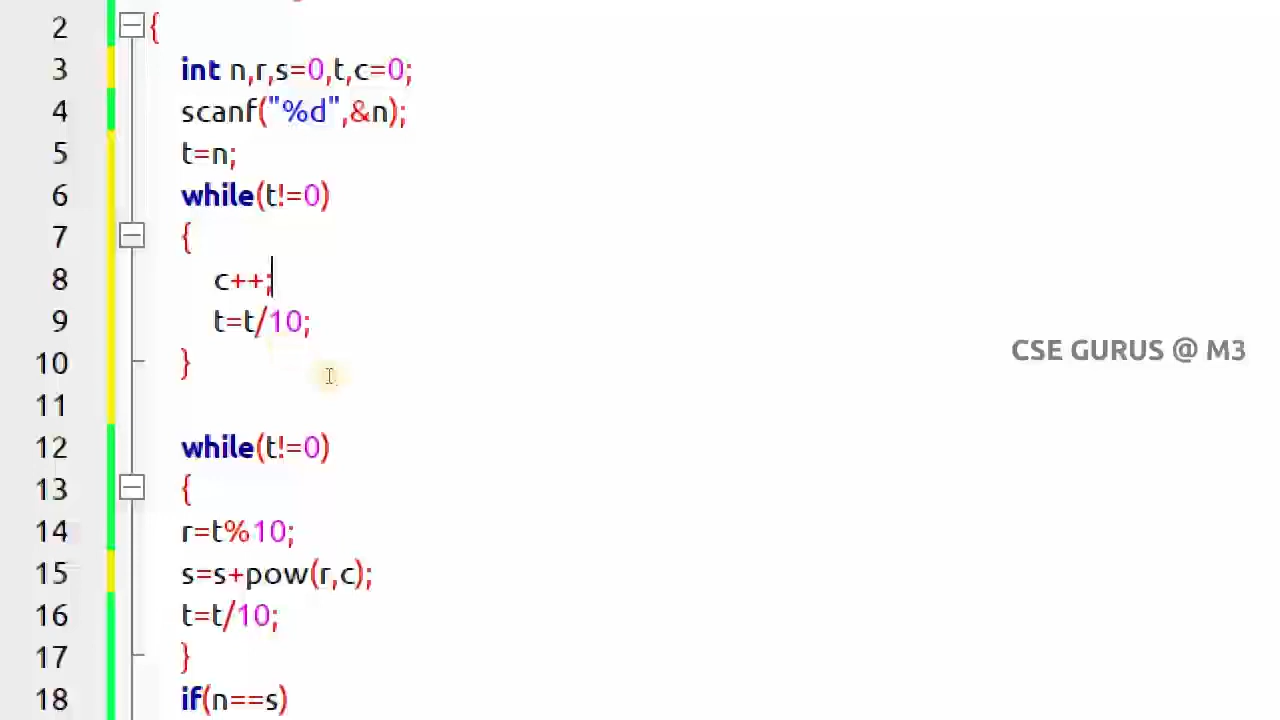 2 {
3 int n,r,s=0,t,c=0;
4 scanf("%d",&n);
5 t=n;
6 while(t!=0)
7 {
8 c++;
9 t=t/10;
10 }
11
12 while(t!=0)
13 {
14 r=t%10;
15 s=s+pow(r,c);
16 t=t/10;
17 }
18 if(n==s)
CSE GURUS @ M3